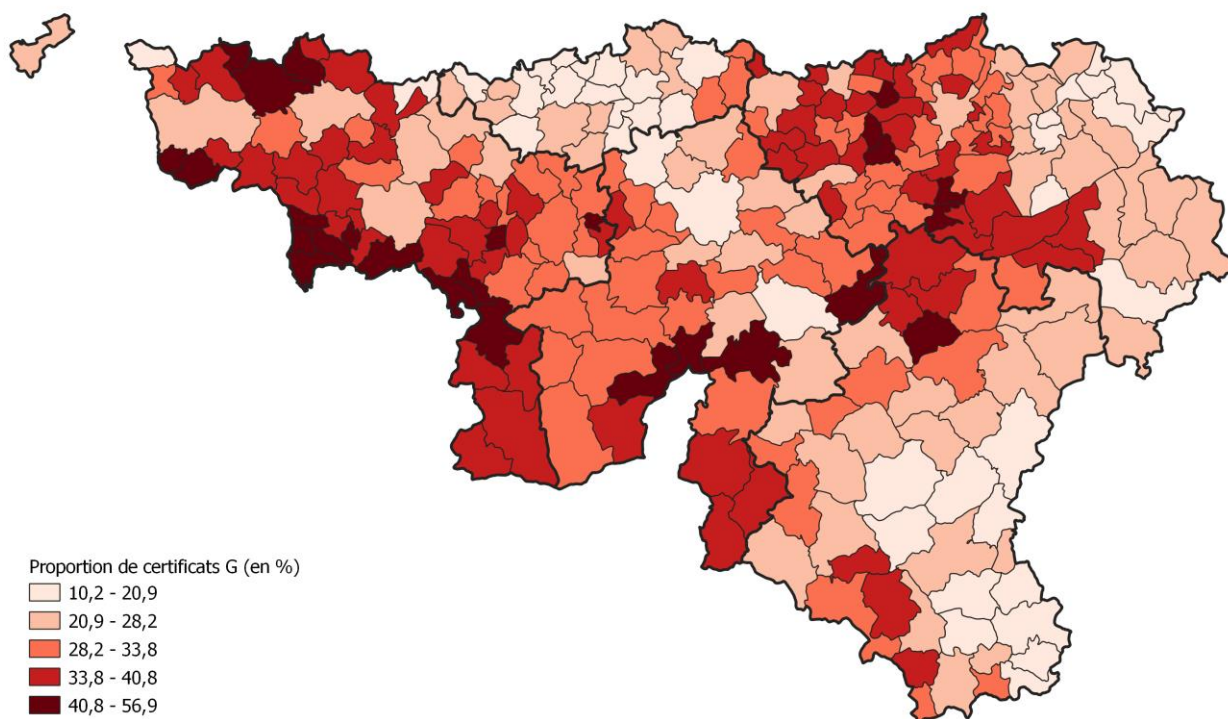 Proportion de certificats G (en %)
10,2 - 20,9
20,9 - 28,2
28,2 - 33,8
33,8 - 40,8
40,8 - 56,9